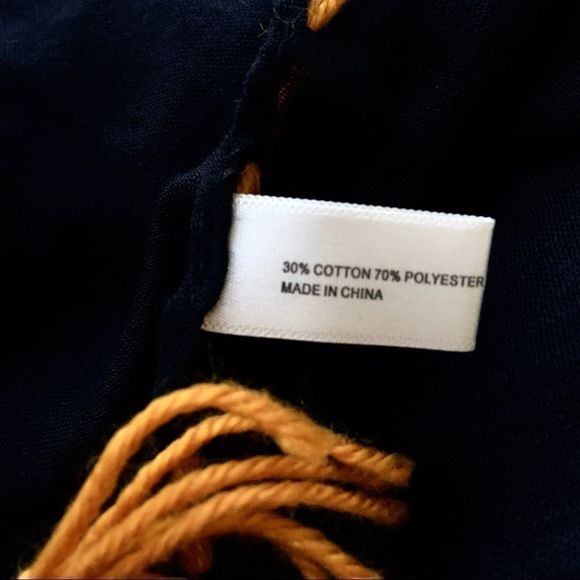 30% COTTON 70% POLYESTER
MADE IN CHINA